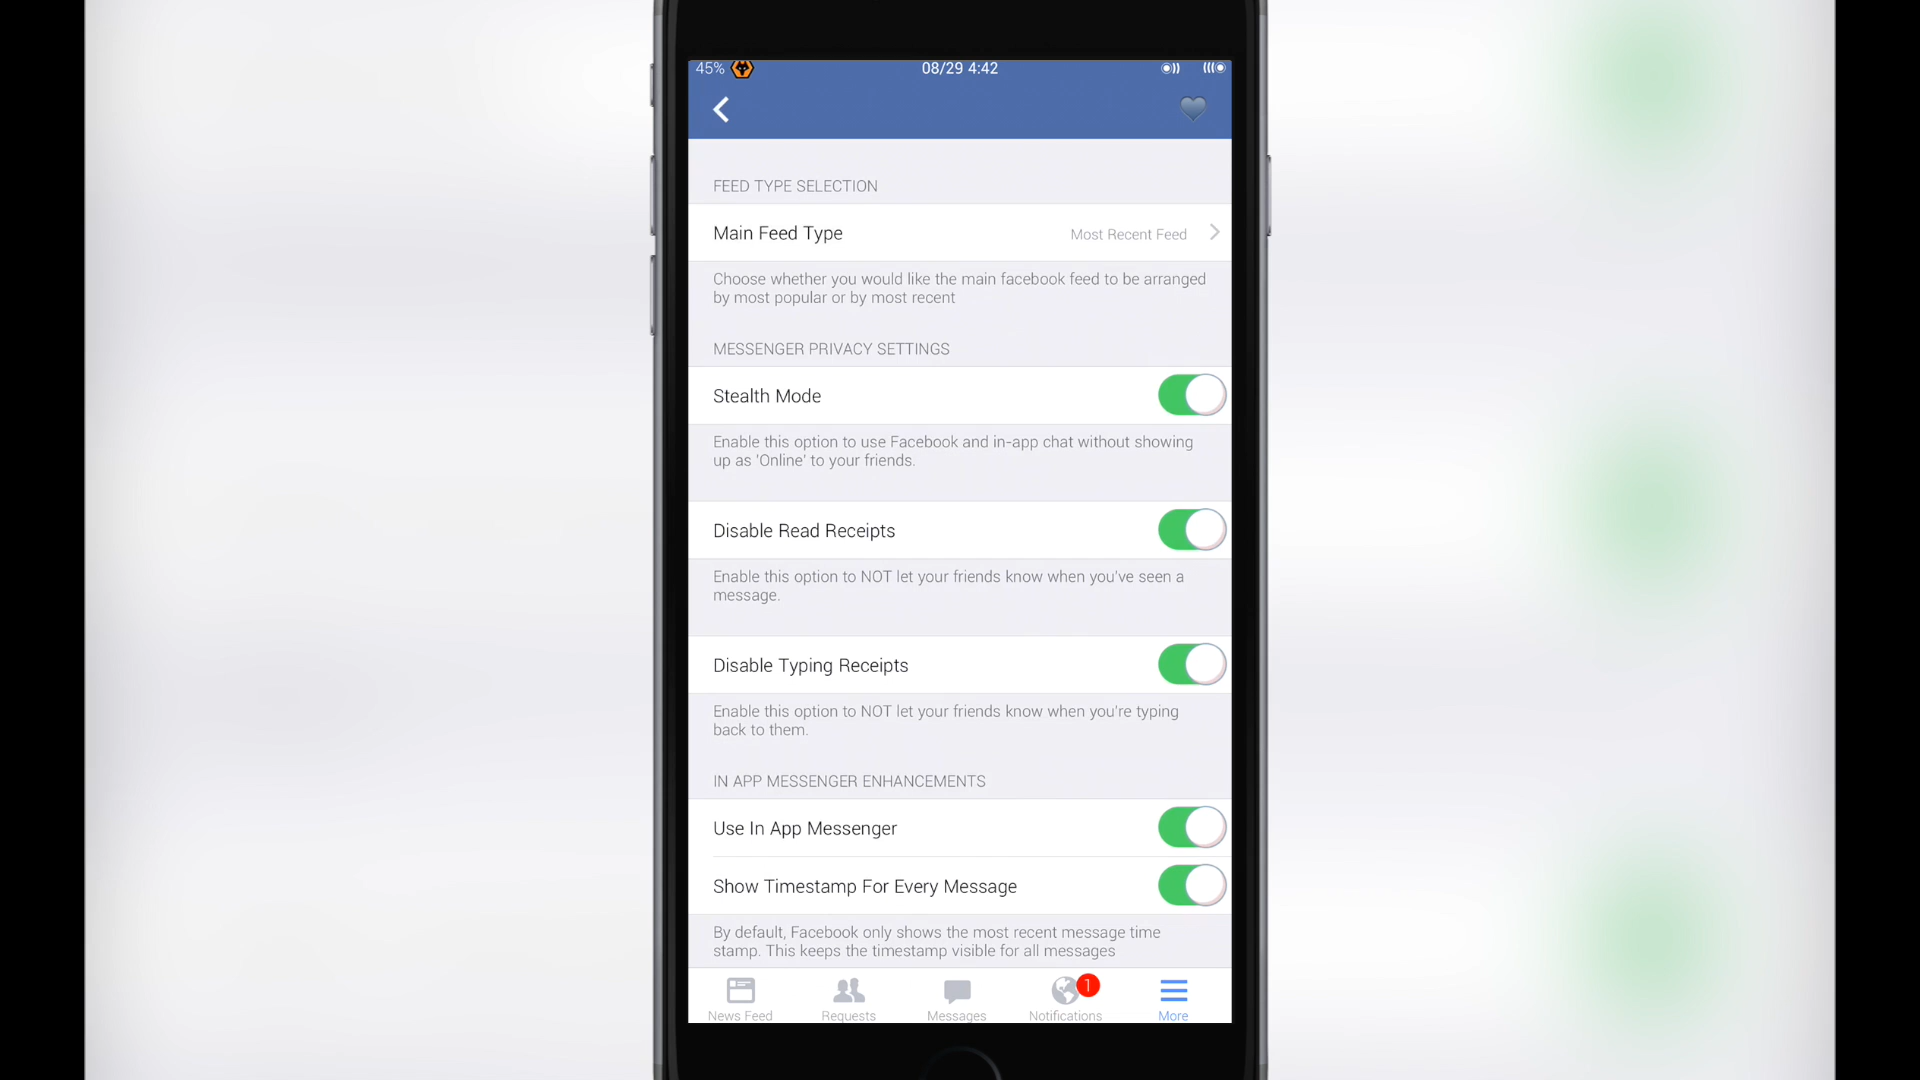 45% 08/29 4:42
FEED TYPE SELECTION
Main Feed Type Most Recent Feed
Choose whether you would like the main facebook feed to be arranged
by most popular or by most recent
MESSENGER PRIVACY SETTINGS
Stealth Mode
Enable this option to use Facebook and in-app chat without showing
up as 'Online' to your friends.
Disable Read Receipts
Enable this option to NOT let your friends know when you've seen a
message.
Disable Typing Receipts
Enable this option to NOT let your friends know when you're typing
back to them.
IN APP MESSENGER ENHANCEMENTS
Use In App Messenger
Show Timestamp For Every Message
By default, Facebook only shows the most recent message time
stamp. This keeps the timestamp visible for all messages
1
News Feed Requests Messages Notifications More